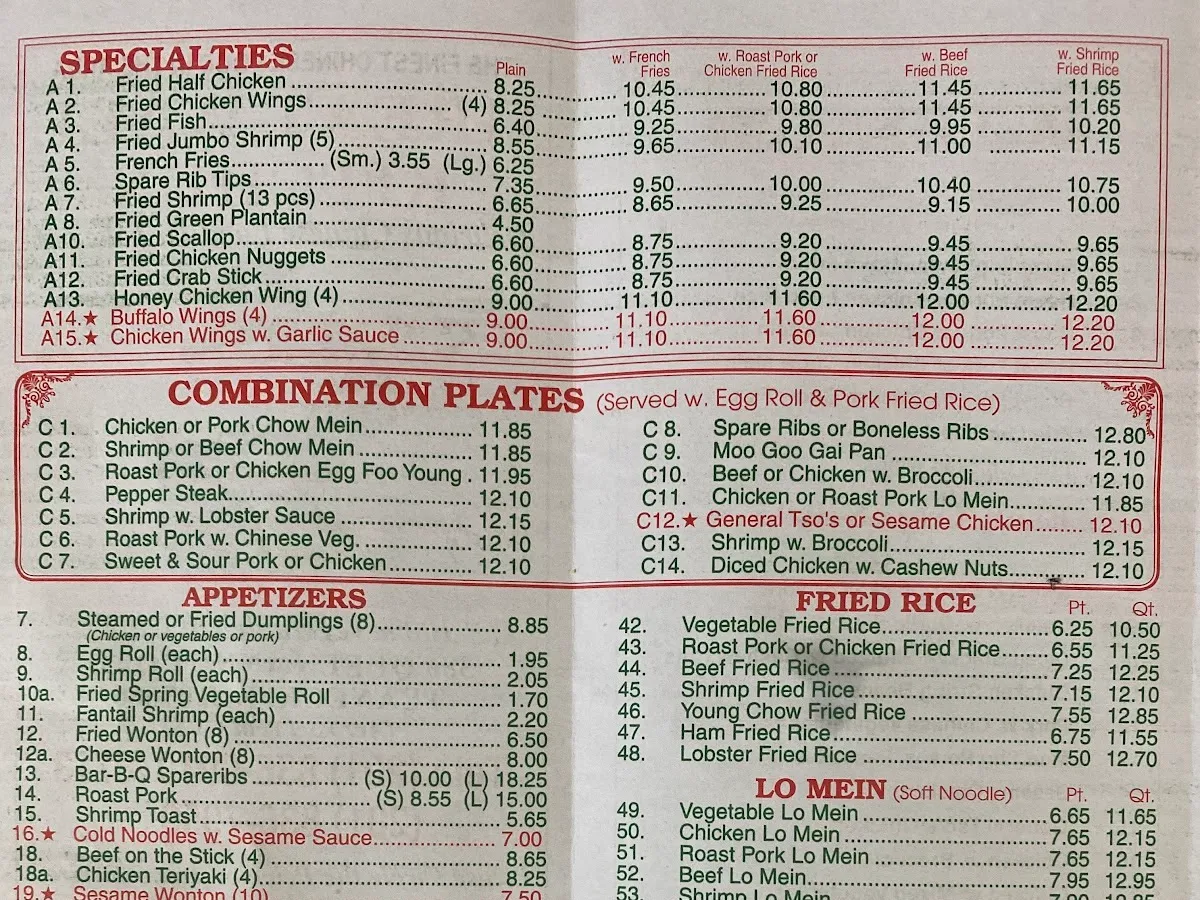 SPECIALTIES Plain w. French Fries w. Roast Pork or Chicken Fried Rice w. Beef Fried Rice w. Shrimp Fried Rice
A 1. Fried Half Chicken 8.25 10.45 10.80 11.45 11.65
A 2. Fried Chicken Wings (4) 8.25 10.45 10.80 11.45 11.65
A 3. Fried Fish 6.40 9.25 9.80 9.95 10.20
A 4. Fried Jumbo Shrimp (5) 8.55 9.65 10.10 11.00 11.15
A 5. French Fries (Sm.) 3.55 (Lg.) 6.25
A 6. Spare Rib Tips 7.35 9.50 10.00 10.40 10.75
A 7. Fried Shrimp (13 pcs) 6.65 8.65 9.25 9.15 10.00
A 8. Fried Green Plantain 4.50
A10. Fried Scallop 6.60 8.75 9.20 9.45 9.65
A11. Fried Chicken Nuggets 6.60 8.75 9.20 9.45 9.65
A12. Fried Crab Stick 6.60 8.75 9.20 9.45 9.65
A13. Honey Chicken Wing (4) 9.00 11.10 11.60 12.00 12.20
A14.★ Buffalo Wings (4) 9.00 11.10 11.60 12.00 12.20
A15.★ Chicken Wings w. Garlic Sauce 9.00 11.10 11.60 12.00 12.20
COMBINATION PLATES (Served w. Egg Roll & Pork Fried Rice)
C 1. Chicken or Pork Chow Mein 11.85
C 2. Shrimp or Beef Chow Mein 11.85
C 3. Roast Pork or Chicken Egg Foo Young 11.95
C 4. Pepper Steak 12.10
C 5. Shrimp w. Lobster Sauce 12.15
C 6. Roast Pork w. Chinese Veg. 12.10
C 7. Sweet & Sour Pork or Chicken 12.10
C 8. Spare Ribs or Boneless Ribs 12.80
C 9. Moo Goo Gai Pan 12.10
C10. Beef or Chicken w. Broccoli 12.10
C11. Chicken or Roast Pork Lo Mein 11.85
C12.★ General Tso's or Sesame Chicken 12.10
C13. Shrimp w. Broccoli 12.15
C14. Diced Chicken w. Cashew Nuts 12.10
APPETIZERS
7. Steamed or Fried Dumplings (8) 8.85
(Chicken or vegetables or pork)
8. Egg Roll (each) 1.95
9. Shrimp Roll (each) 2.05
10a. Fried Spring Vegetable Roll 1.70
11. Fantail Shrimp (each) 2.20
12. Fried Wonton (8) 6.50
12a. Cheese Wonton (8) 8.00
13. Bar-B-Q Spareribs (S) 10.00 (L) 18.25
14. Roast Pork (S) 8.55 (L) 15.00
15. Shrimp Toast 5.65
16.★ Cold Noodles w. Sesame Sauce 7.00
18. Beef on the Stick (4) 8.65
18a. Chicken Teriyaki (4) 8.25
19.★ Sesame Wonton (10) 7.50
FRIED RICE Pt. Qt.
42. Vegetable Fried Rice 6.25 10.50
43. Roast Pork or Chicken Fried Rice 6.55 11.25
44. Beef Fried Rice 7.25 12.25
45. Shrimp Fried Rice 7.15 12.10
46. Young Chow Fried Rice 7.55 12.85
47. Ham Fried Rice 6.75 11.55
48. Lobster Fried Rice 7.50 12.70
LO MEIN (Soft Noodle) Pt. Qt.
49. Vegetable Lo Mein 6.65 11.65
50. Chicken Lo Mein 7.65 12.15
51. Roast Pork Lo Mein 7.65 12.15
52. Beef Lo Mein 7.95 12.95
53. Shrimp Lo Mein